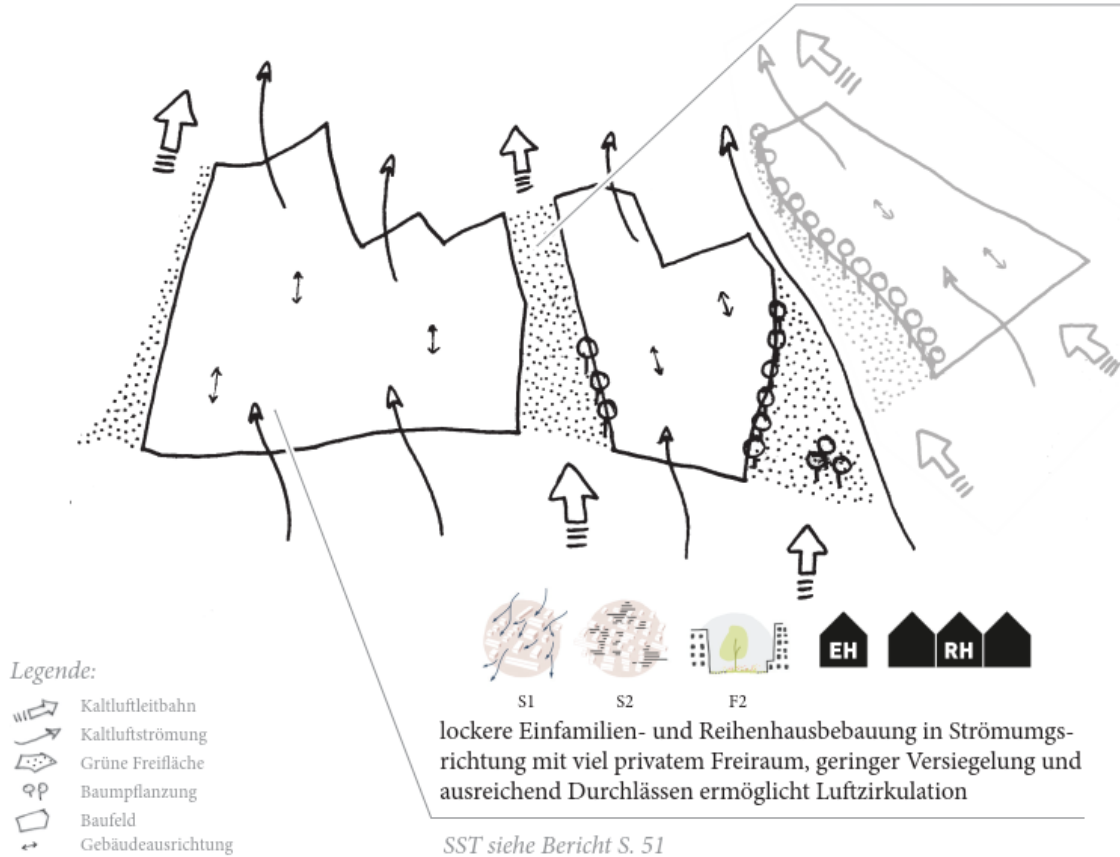 EH
RH
S1
S2
F2
lockere Einfamilien- und Reihenhausbebauung in Strömungs-
richtung mit viel privatem Freiraum, geringer Versiegelung und
ausreichend Durchlässen ermöglicht Luftzirkulation
SST siehe Bericht S. 51
Legende:
Kaltluftleitbahn
Kaltluftströmung
Grüne Freifläche
Baumpflanzung
Baufeld
Gebäudeausrichtung